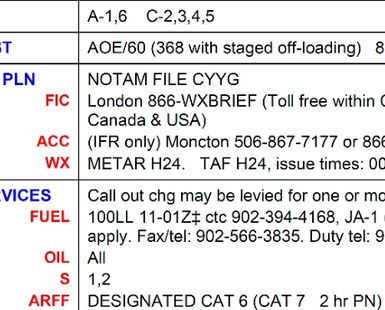 A-1,6 C-2,3,4,5
ST AOE/60 (368 with staged off-loading) 8
PLN NOTAM FILE CYYG
FIC London 866-WXBRIEF (Toll free within
Canada & USA)
ACC (IFR only) Moncton 506-867-7177 or 866
WX METAR H24. TAF H24, issue times: 00
RVICES Call out chg may be levied for one or mo
FUEL 100LL 11-01Z‡ ctc 902-394-4168, JA-1
apply. Fax/tel: 902-566-3835. Duty tel: 9
OIL All
S 1,2
ARFF DESIGNATED CAT 6 (CAT 7 2 hr PN)